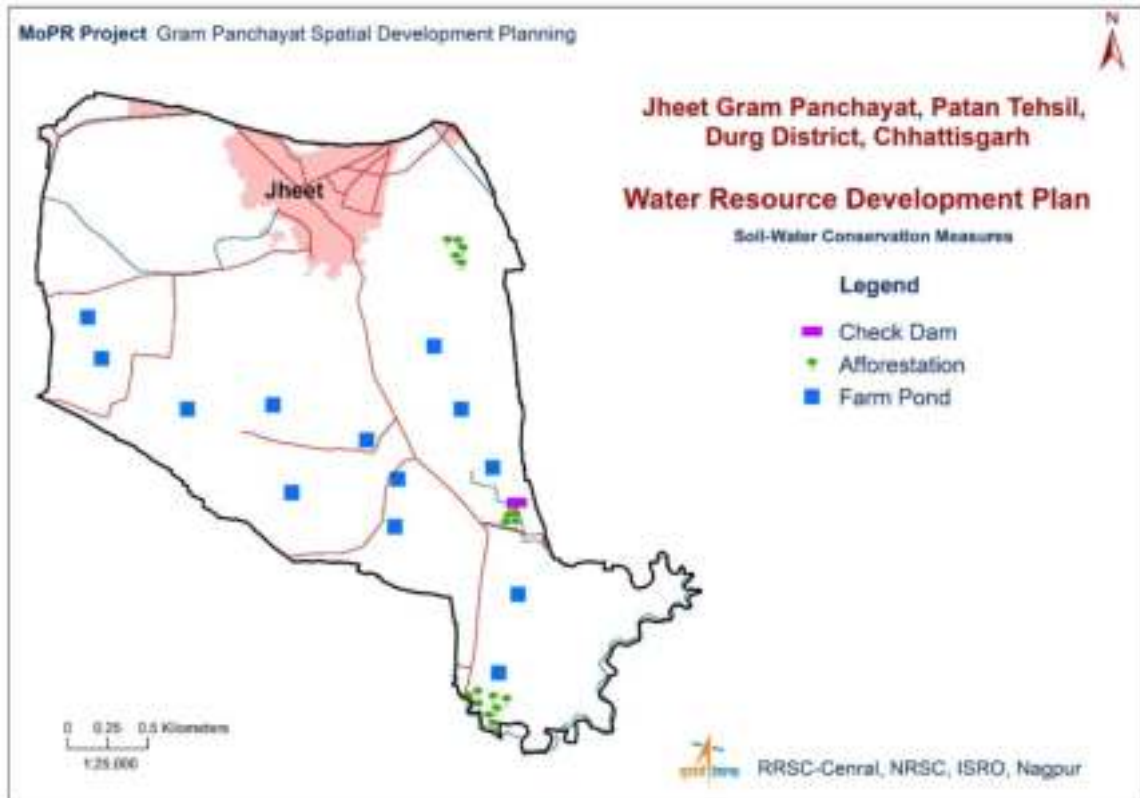 MoPR Project Gram Panchayat Spatial Development Planning
N
Jheet Gram Panchayat, Patan Tehsil,
Durg District, Chhattisgarh
Water Resource Development Plan
Soil-Water Conservation Measures
Legend
Check Dam
Afforestation
Farm Pond
Jheet
0 0.25 0.5 Kilometers
1:25,000
RRSC-Cenral, NRSC, ISRO, Nagpur